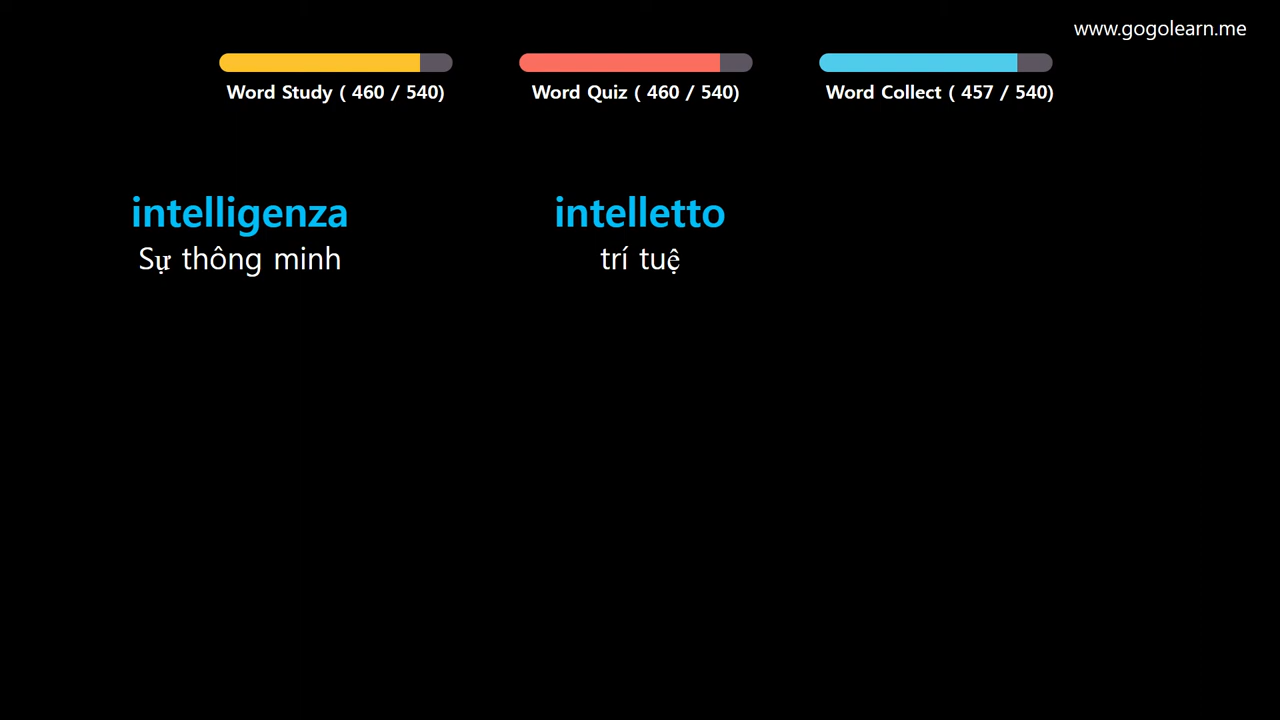 www.gogolearn.me
Word Study ( 460 / 540)
Word Quiz ( 460 / 540)
Word Collect ( 457 / 540)
intelligenza
Sự thông minh
intelletto
trí tuệ